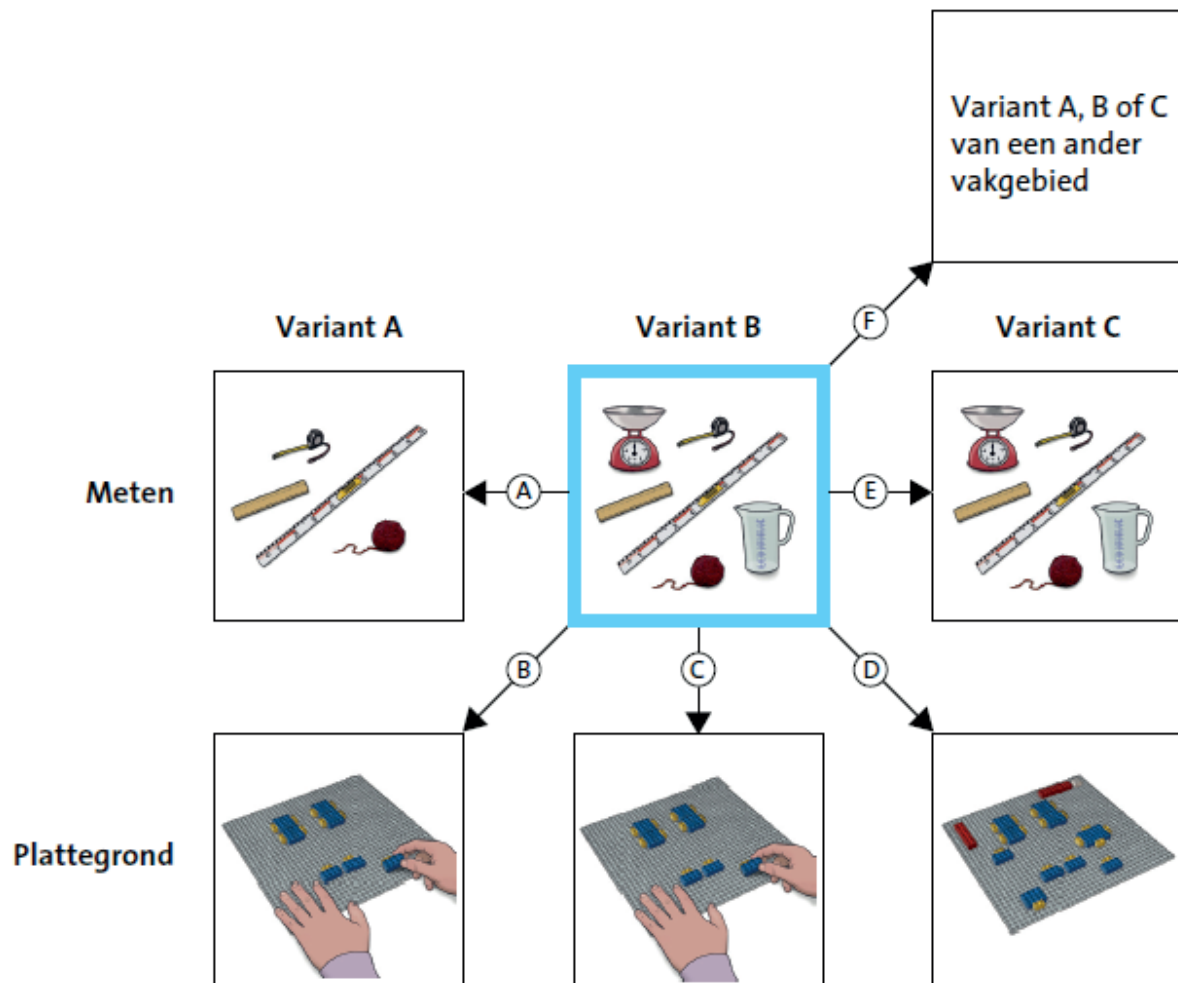 Variant A, B of C
van een ander
vakgebied
F
Variant A
Variant B
Variant C
Meten
A
E
B
C
D
Plattegrond